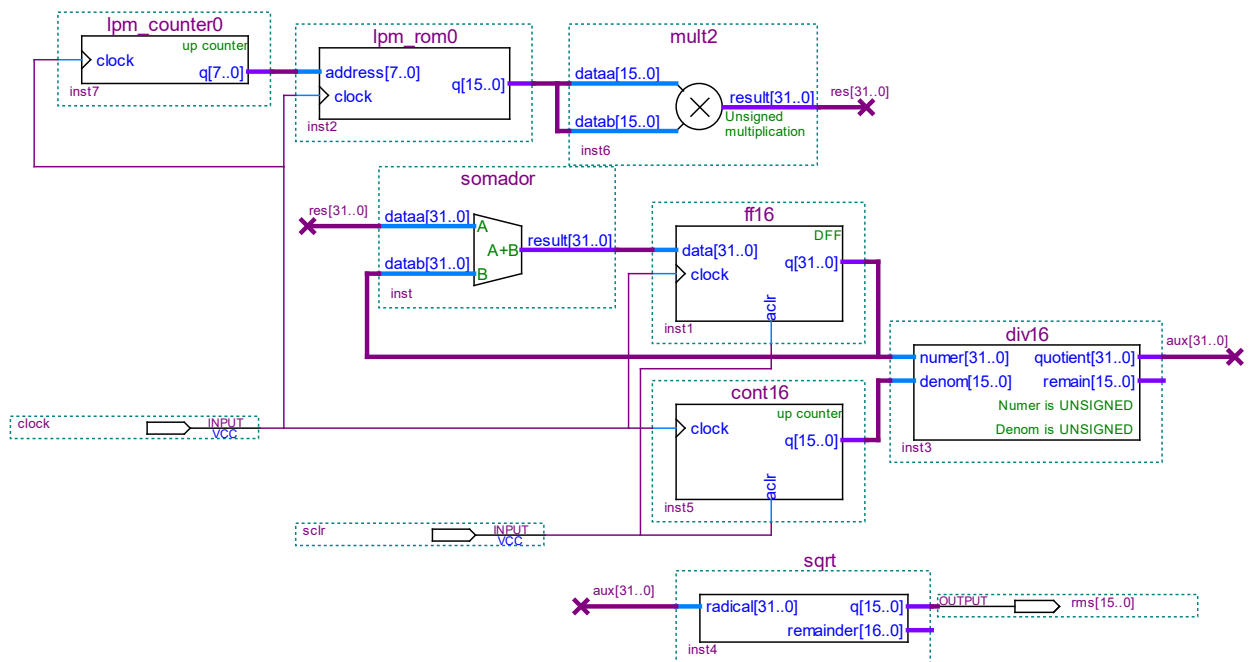 lpm_counter0
up counter
clock
q[7..0]
inst7
lpm_rom0
address[7..0]
q[15..0]
clock
inst2
mult2
dataa[15..0]
result[31..0]
datab[15..0]
Unsigned
multiplication
inst6
res[31..0]
somador
res[31..0]
dataa[31..0]
A
A+B
result[31..0]
datab[31..0]
B
inst
ff16
DFF
data[31..0]
q[31..0]
clock
aclr
inst1
div16
numer[31..0]
quotient[31..0]
denom[15..0]
remain[15..0]
Numer is UNSIGNED
Denom is UNSIGNED
inst3
aux[31..0]
cont16
up counter
clock
q[15..0]
aclr
inst5
clock
INPUT
VCC
sclr
INPUT
VCC
sqrt
aux[31..0]
radical[31..0]
q[15..0]
remainder[16..0]
inst4
OUTPUT
rms[15..0]